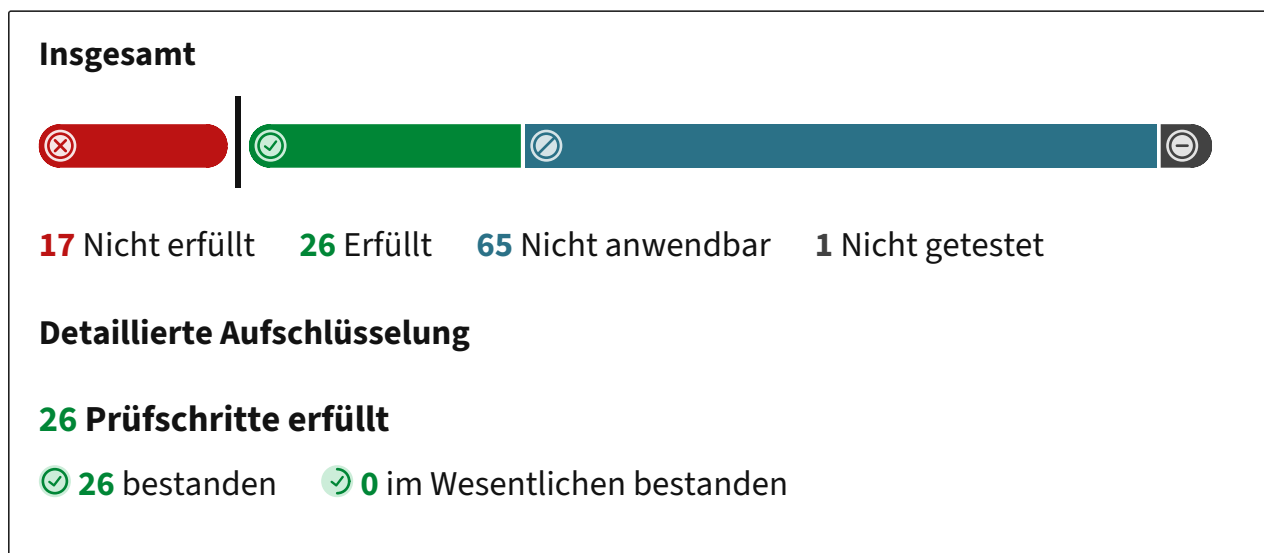 Insgesamt
17 Nicht erfüllt 26 Erfüllt 65 Nicht anwendbar 1 Nicht getestet
Detaillierte Aufschlüsselung
26 Prüfschritte erfüllt
26 bestanden 0 im Wesentlichen bestanden